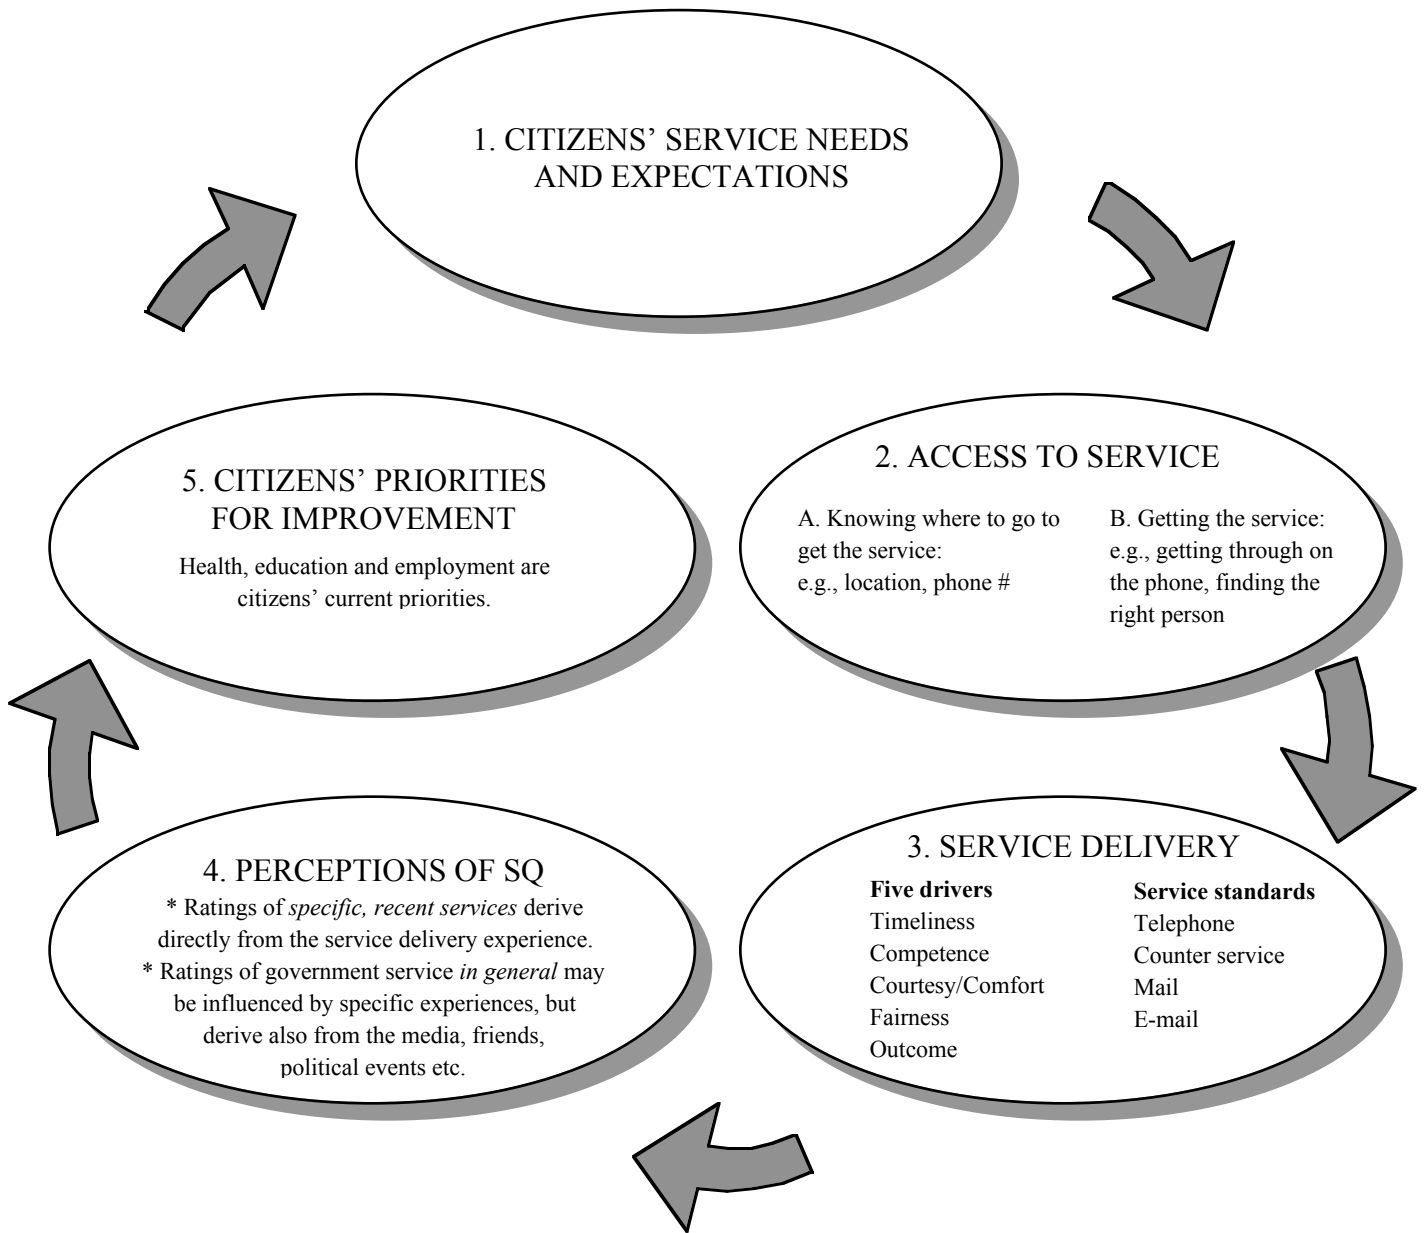 1. CITIZENS’ SERVICE NEEDS
AND EXPECTATIONS
2. ACCESS TO SERVICE
A. Knowing where to go to
get the service:
e.g., location, phone #
B. Getting the service:
e.g., getting through on
the phone, finding the
right person
3. SERVICE DELIVERY
Five drivers
Timeliness
Competence
Courtesy/Comfort
Fairness
Outcome
Service standards
Telephone
Counter service
Mail
E-mail
4. PERCEPTIONS OF SQ
* Ratings of specific, recent services derive
directly from the service delivery experience.
* Ratings of government service in general may
be influenced by specific experiences, but
derive also from the media, friends,
political events etc.
5. CITIZENS’ PRIORITIES
FOR IMPROVEMENT
Health, education and employment are
citizens’ current priorities.